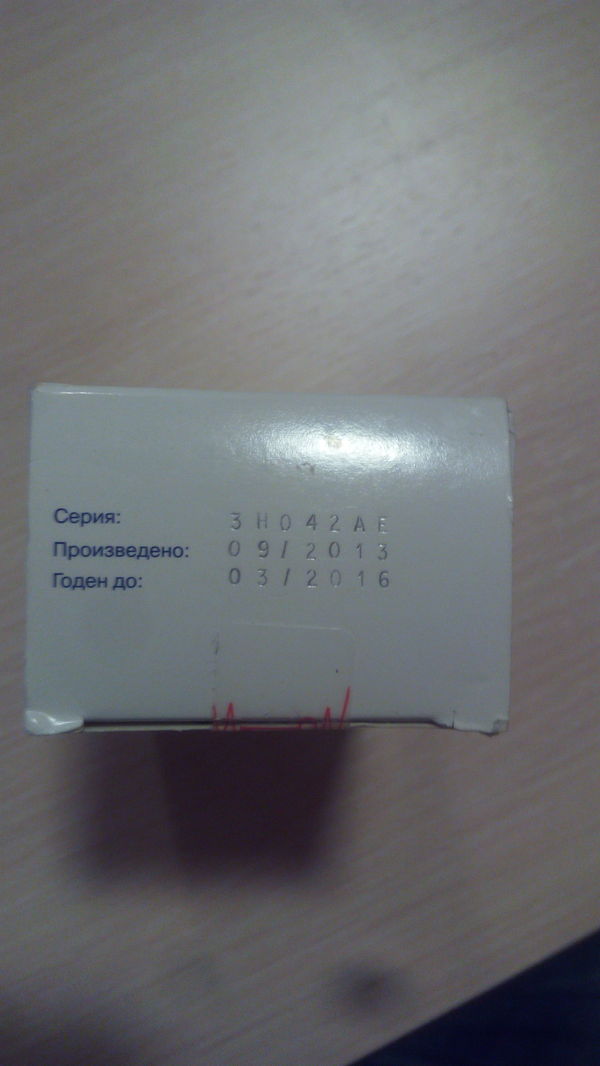 Серия: 3H042AE
Произведено: 09/2013
Годен до: 03/2016